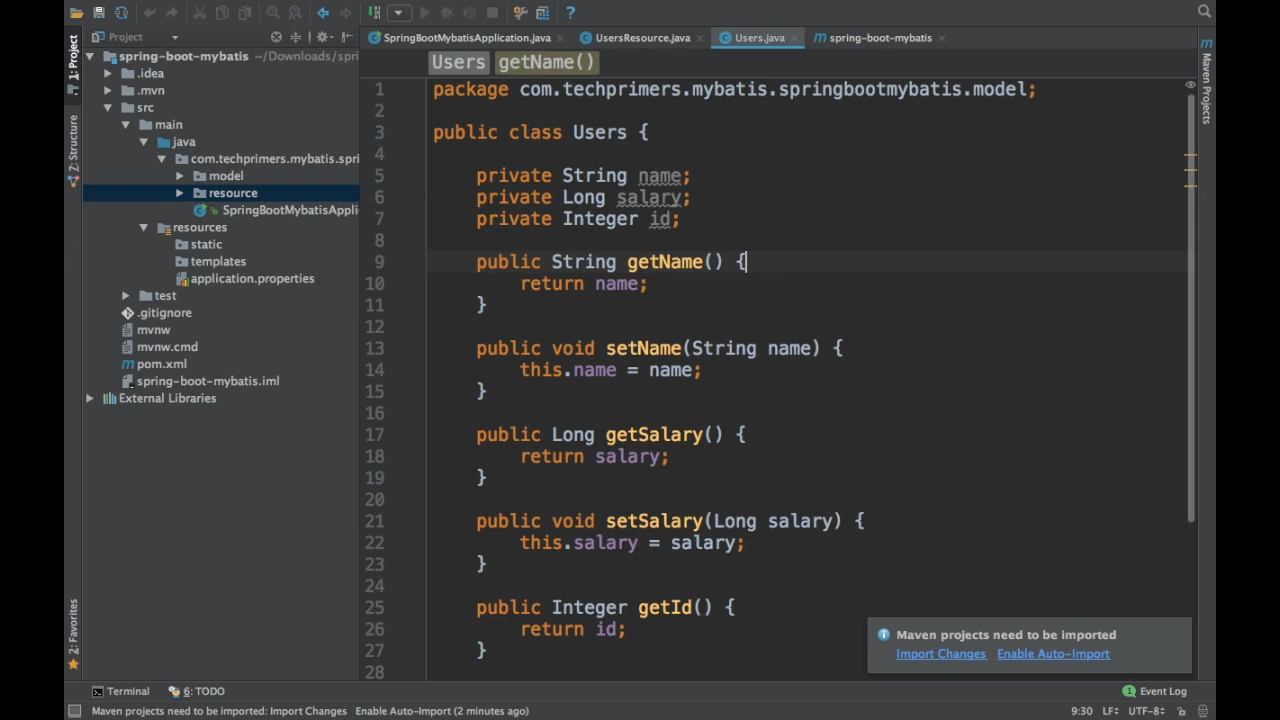 Project
SpringBootMybatisApplication.java
UsersResource.java
Users.java
spring-boot-mybatis
1: Project
Z: Structure
2: Favorites
Maven Projects
spring-boot-mybatis ~/Downloads/spri
.idea
.mvn
src
main
java
com.techprimers.mybatis.spri
model
resource
SpringBootMybatisAppli
resources
static
templates
application.properties
test
.gitignore
mvnw
mvnw.cmd
pom.xml
spring-boot-mybatis.iml
External Libraries
Users getName()
1 package com.techprimers.mybatis.springbootmybatis.model;
2
3 public class Users {
4
5 private String name;
6 private Long salary;
7 private Integer id;
8
9 public String getName() {
10 return name;
11 }
12
13 public void setName(String name) {
14 this.name = name;
15 }
16
17 public Long getSalary() {
18 return salary;
19 }
20
21 public void setSalary(Long salary) {
22 this.salary = salary;
23 }
24
25 public Integer getId() {
26 return id;
27 }
28
Maven projects need to be imported
Import Changes Enable Auto-Import
Terminal 6: TODO 1 Event Log
Maven projects need to be imported: Import Changes Enable Auto-Import (2 minutes ago) 9:30 LF UTF-8